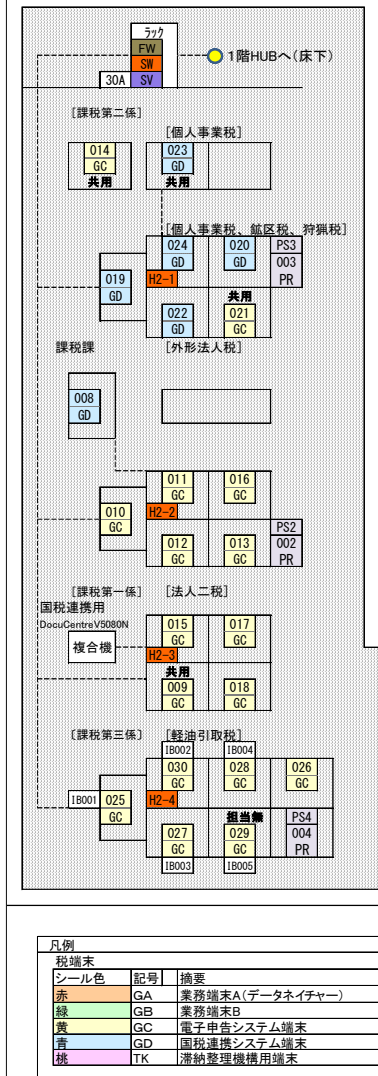 ラック
FW
SW
30A SV
1階HUBへ(床下)
[課税第二係]
[個人事業税]
014 023
GC GD
共用 共用
[個人事業税、鉱区税、狩猟税]
024 020 PS3
GD GD 003
019 H2-1 PR
GD 共用
022 021
GD GC
課税課 [外形法人税]
008
GD
011 016
GC GC
010 H2-2
GC PS2
012 013 002
GC GC PR
[課税第一係] [法人二税]
国税連携用
DocuCentreV5080N
015 017
GC GC
複合機 H2-3
共用
009 018
GC GC
[課税第三係] [軽油引取税]
IB002 IB004
030 028 026
GC GC GC
IB001 025 H2-4
GC 担当無 PS4
027 029 004
GC GC PR
IB003 IB005
凡例
税端末
シール色 記号 摘要
赤 GA 業務端末A(データネイチャー)
緑 GB 業務端末B
黄 GC 電子申告システム端末
青 GD 国税連携システム端末
桃 TK 滞納整理機構用端末